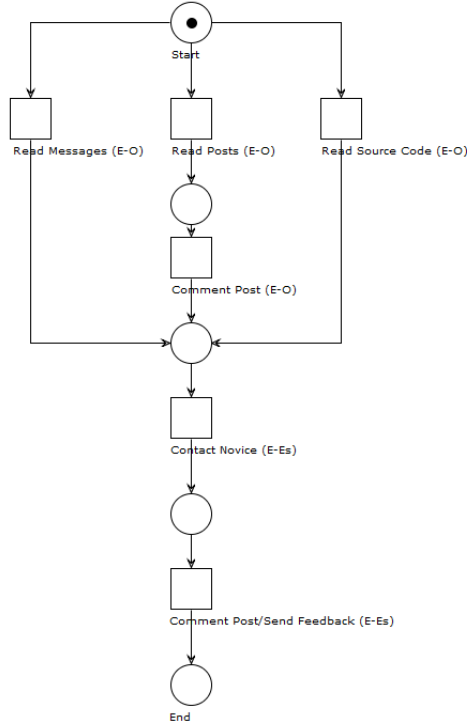 Start
Read Messages (E-O)
Read Posts (E-O)
Read Source Code (E-O)
Comment Post (E-O)
Contact Novice (E-Es)
Comment Post/Send Feedback (E-Es)
End